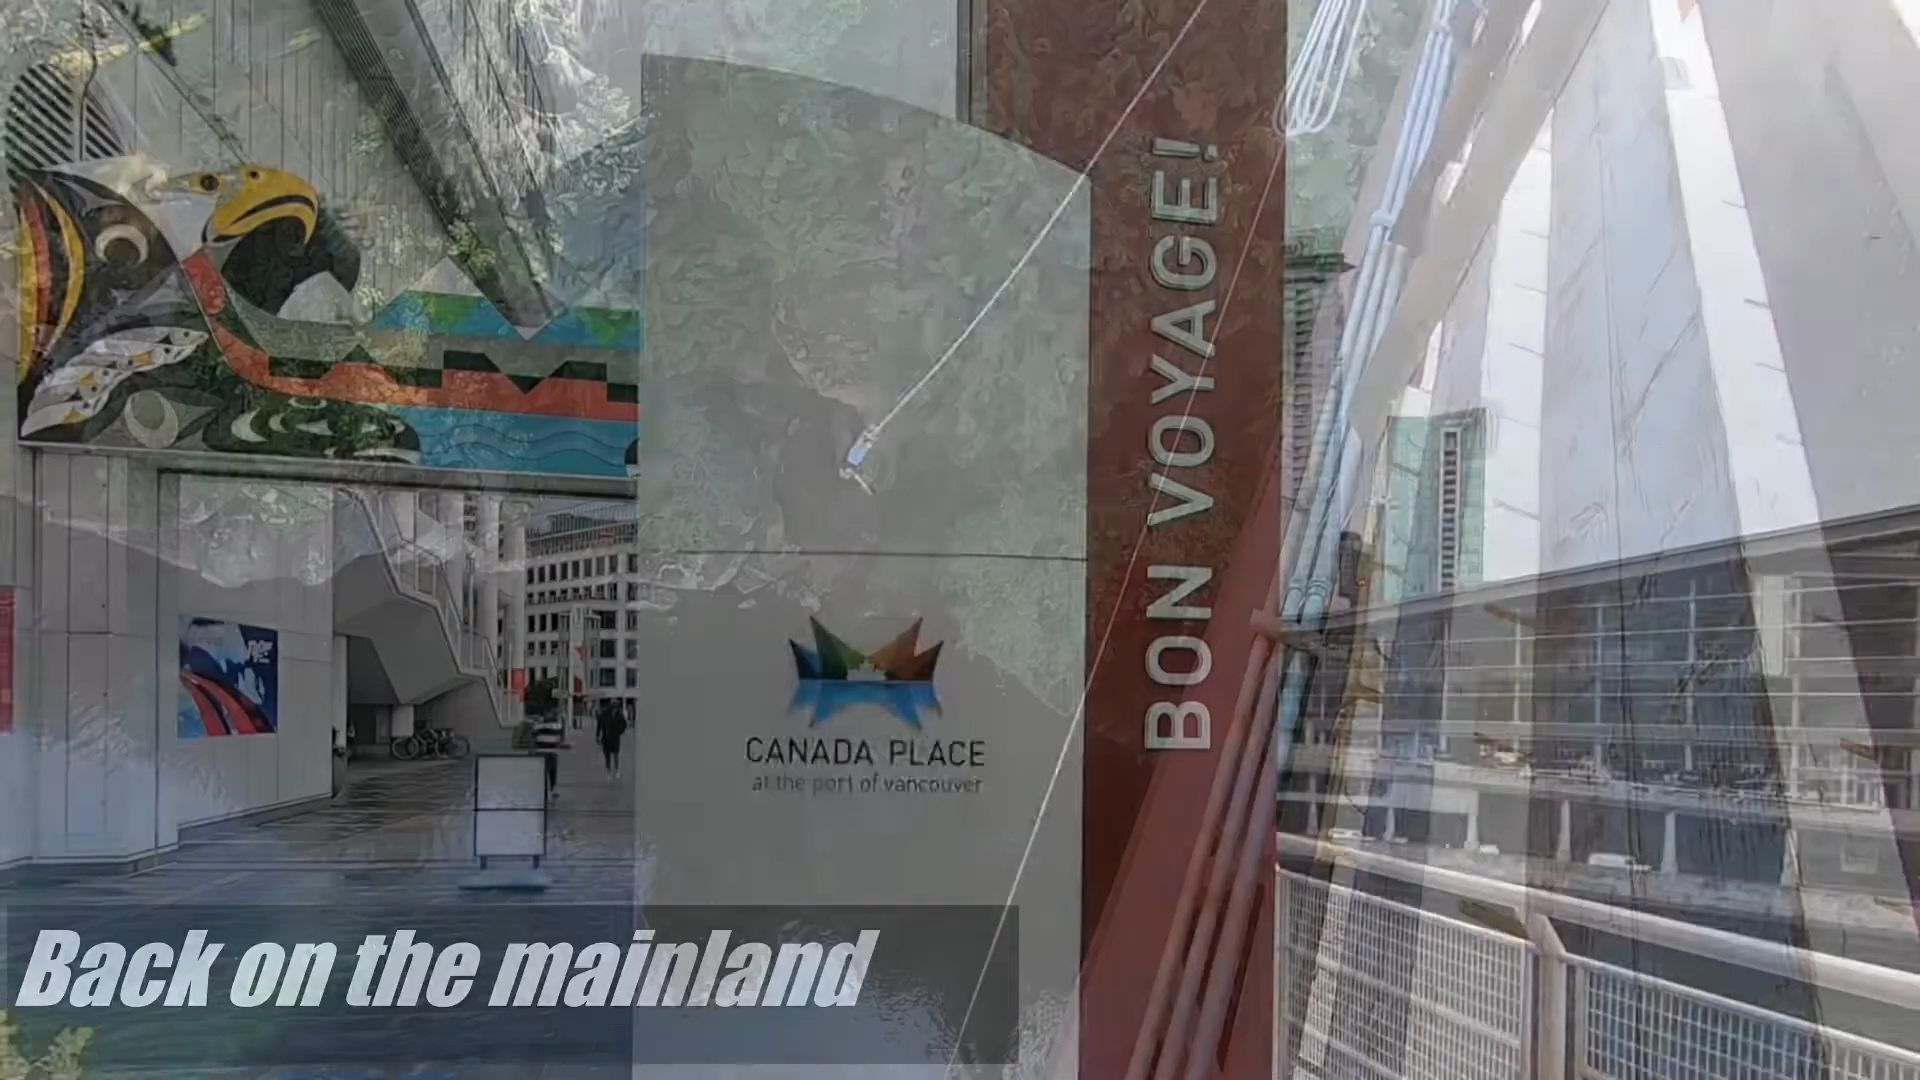 BON VOYAGE!
CANADA PLACE
at the port of vancouver
Back on the mainland